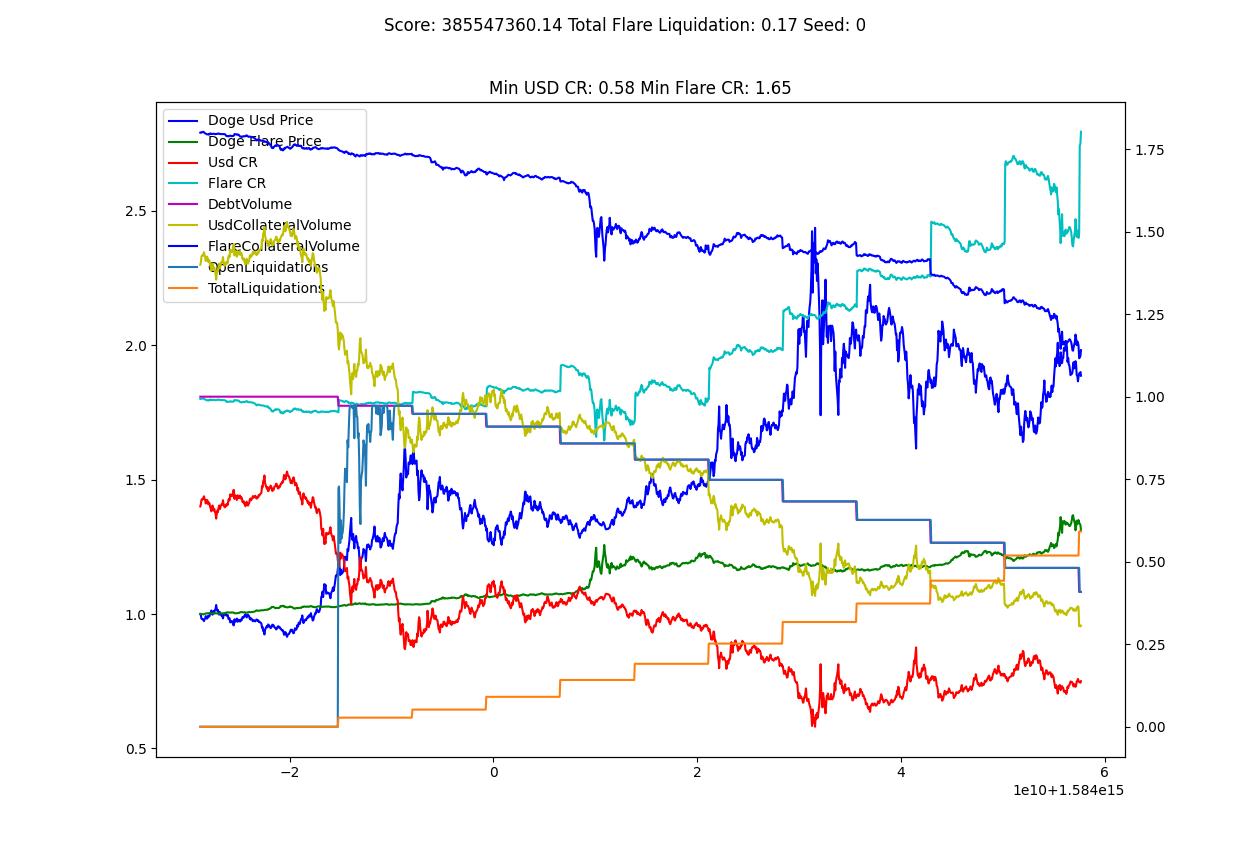 Score: 385547360.14 Total Flare Liquidation: 0.17 Seed: 0
Min USD CR: 0.58 Min Flare CR: 1.65
Doge Usd Price
Doge Flare Price
Usd CR
Flare CR
DebtVolume
UsdCollateralVolume
FlareCollateralVolume
OpenLiquidations
TotalLiquidations
2.5
2.0
1.5
1.0
0.5
1.75
1.50
1.25
1.00
0.75
0.50
0.25
0.00
−2
0
2
4
6
1e10+1.584e15